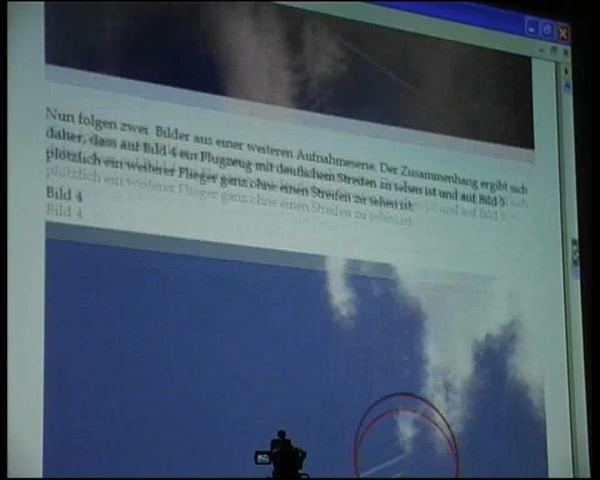 Nun folgen zwei Bilder aus einer weiteren Aufnahmeserie. Der Zusammenhang ergibt sich
daher, dass auf Bild 4 ein Flugzeug mit deutlichem Streifen zu sehen ist und auf Bild 5
plötzlich ein weiterer Flieger ganz ohne einen Streifen zu sehen ist.
Bild 4